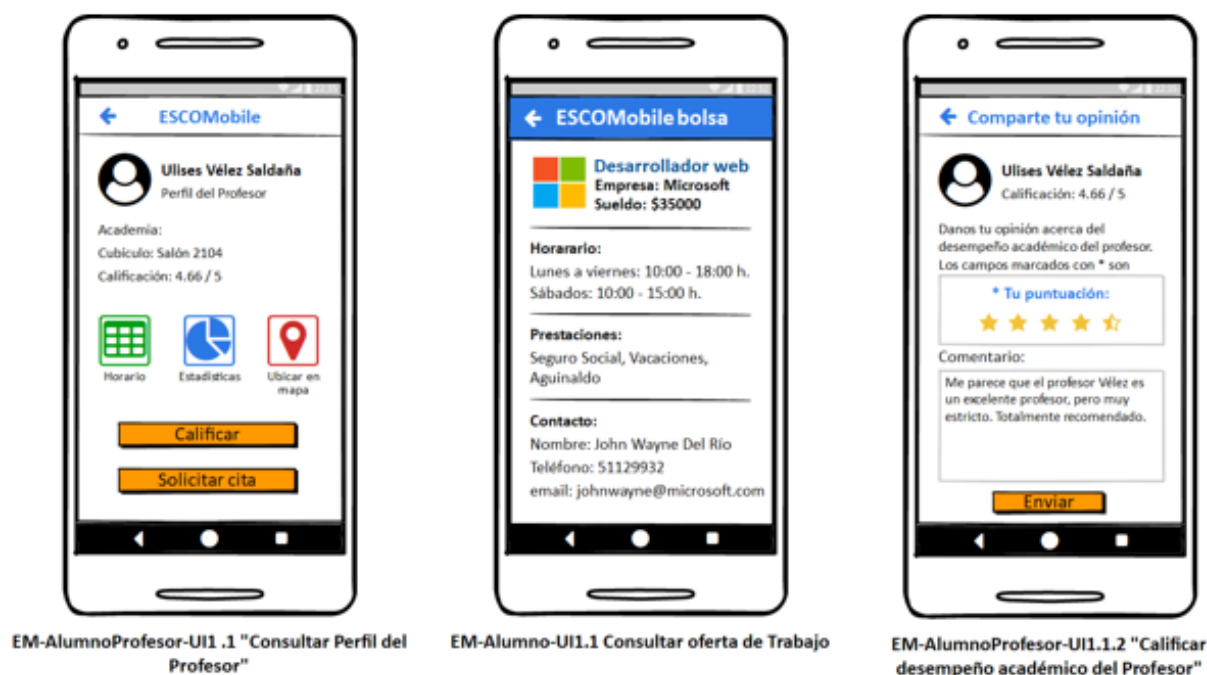 ESCOMobile
Ulises Vélez Saldaña
Perfil del Profesor
Academia:
Cubículo: Salón 2104
Calificación: 4.66 / 5
Horario
Estadísticas
Ubicar en
mapa
Calificar
Solicitar cita
EM-AlumnoProfesor-UI1 .1 "Consultar Perfil del
Profesor"
ESCOMobile bolsa
Desarrollador web
Empresa: Microsoft
Sueldo: $35000
Horarario:
Lunes a viernes: 10:00 - 18:00 h.
Sábados: 10:00 - 15:00 h.
Prestaciones:
Seguro Social, Vacaciones,
Aguinaldo
Contacto:
Nombre: John Wayne Del Río
Teléfono: 51129932
email: johnwayne@microsoft.com
EM-Alumno-UI1.1 Consultar oferta de Trabajo
Comparte tu opinión
Ulises Vélez Saldaña
Calificación: 4.66 / 5
Danos tu opinión acerca del
desempeño académico del profesor.
Los campos marcados con * son
* Tu puntuación:
Comentario:
Me parece que el profesor Vélez es
un excelente profesor, pero muy
estricto. Totalmente recomendado.
Enviar
EM-AlumnoProfesor-UI1.1.2 "Calificar
desempeño académico del Profesor"